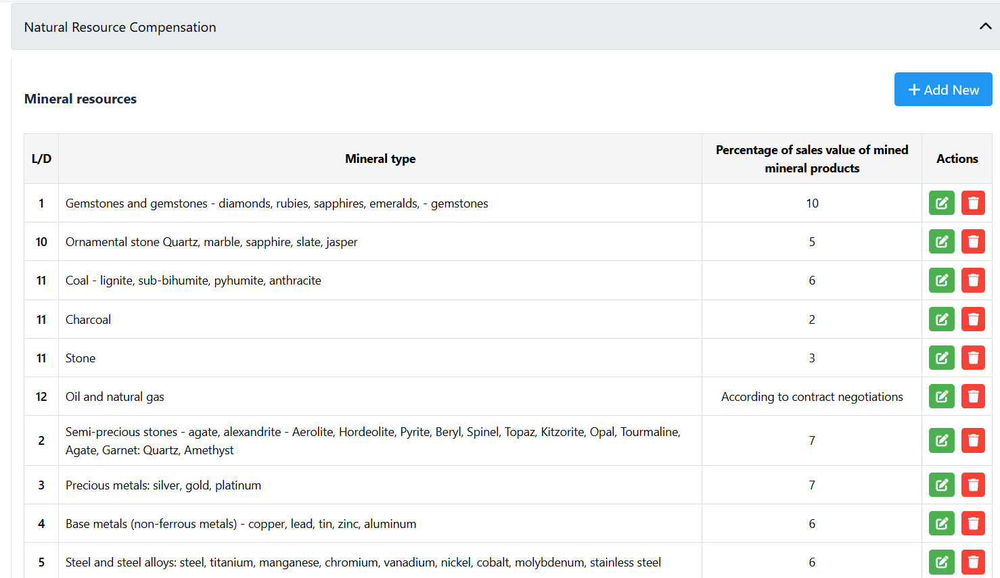 Natural Resource Compensation
Mineral resources
Add New
L/D Mineral type Percentage of sales value of mined mineral products Actions
1 Gemstones and gemstones - diamonds, rubies, sapphires, emeralds, - gemstones 10
10 Ornamental stone Quartz, marble, sapphire, slate, jasper 5
11 Coal - lignite, sub-bihumite, pyhumite, anthracite 6
11 Charcoal 2
11 Stone 3
12 Oil and natural gas According to contract negotiations
2 Semi-precious stones - agate, alexandrite - Aerolite, Hordeolite, Pyrite, Beryl, Spinel, Topaz, Kitzorite, Opal, Tourmaline,
Agate, Garnet: Quartz, Amethyst 7
3 Precious metals: silver, gold, platinum 7
4 Base metals (non-ferrous metals) - copper, lead, tin, zinc, aluminum 6
5 Steel and steel alloys: steel, titanium, manganese, chromium, vanadium, nickel, cobalt, molybdenum, stainless steel 6